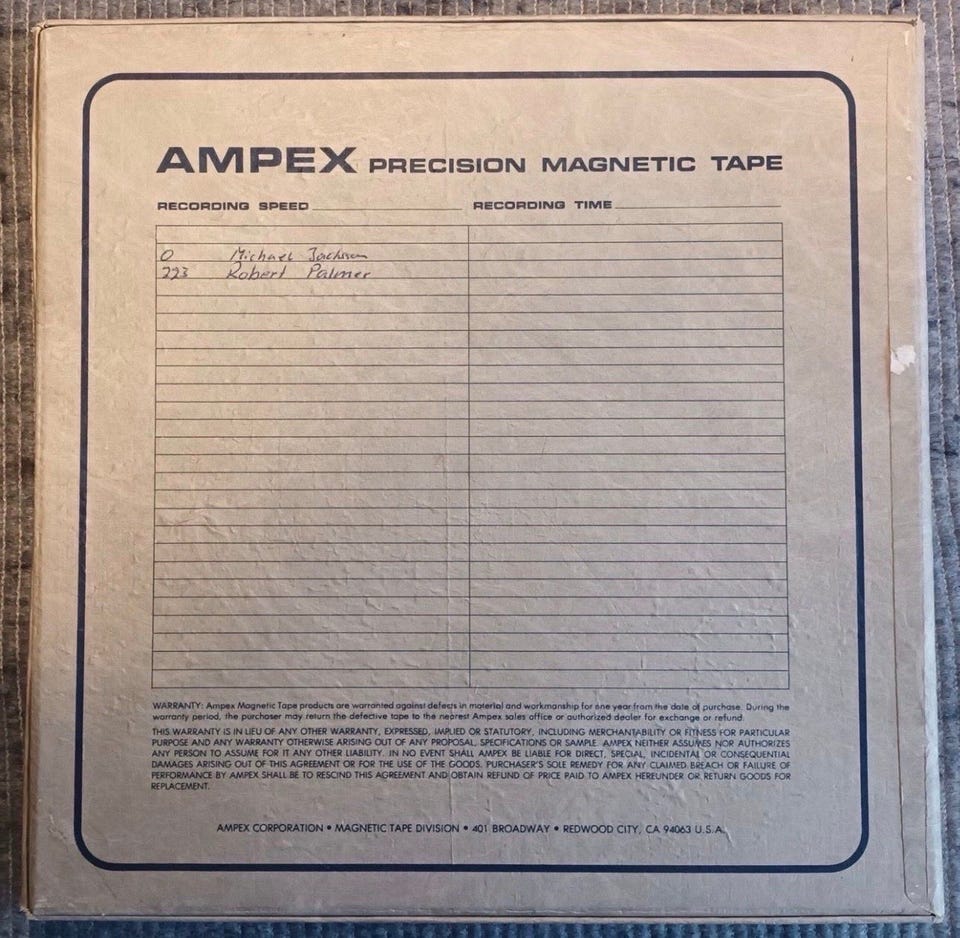 AMPEX PRECISION MAGNETIC TAPE
RECORDING SPEED RECORDING TIME
0 Michael Jackson
223 Robert Palmer
WARRANTY: Ampex Magnetic Tape products are warranted against defects in material and workmanship for one year from the date of purchase. During the
warranty period, the purchaser may return the defective tape to the nearest Ampex sales office or authorized dealer for exchange or refund.
THIS WARRANTY IS IN LIEU OF ANY OTHER WARRANTY, EXPRESSED, IMPLIED OR STATUTORY, INCLUDING MERCHANTABILITY OR FITNESS FOR PARTICULAR
PURPOSE AND ANY WARRANTY OTHERWISE ARISING OUT OF ANY PROPOSAL, SPECIFICATIONS OR SAMPLE. AMPEX NEITHER ASSUMES NOR AUTHORIZES
ANY PERSON TO ASSUME FOR IT ANY OTHER LIABILITY. IN NO EVENT SHALL AMPEX BE LIABLE FOR DIRECT, SPECIAL, INCIDENTAL OR CONSEQUENTIAL
DAMAGES ARISING OUT OF THIS AGREEMENT OR FOR THE USE OF THE GOODS. PURCHASER'S SOLE REMEDY FOR ANY CLAIMED BREACH OR FAILURE OF
PERFORMANCE BY AMPEX SHALL BE TO RESCIND THIS AGREEMENT AND OBTAIN REFUND OF PRICE PAID TO AMPEX HEREUNDER OR RETURN GOODS FOR
REPLACEMENT.
AMPEX CORPORATION • MAGNETIC TAPE DIVISION • 401 BROADWAY • REDWOOD CITY, CA 94063 U.S.A.